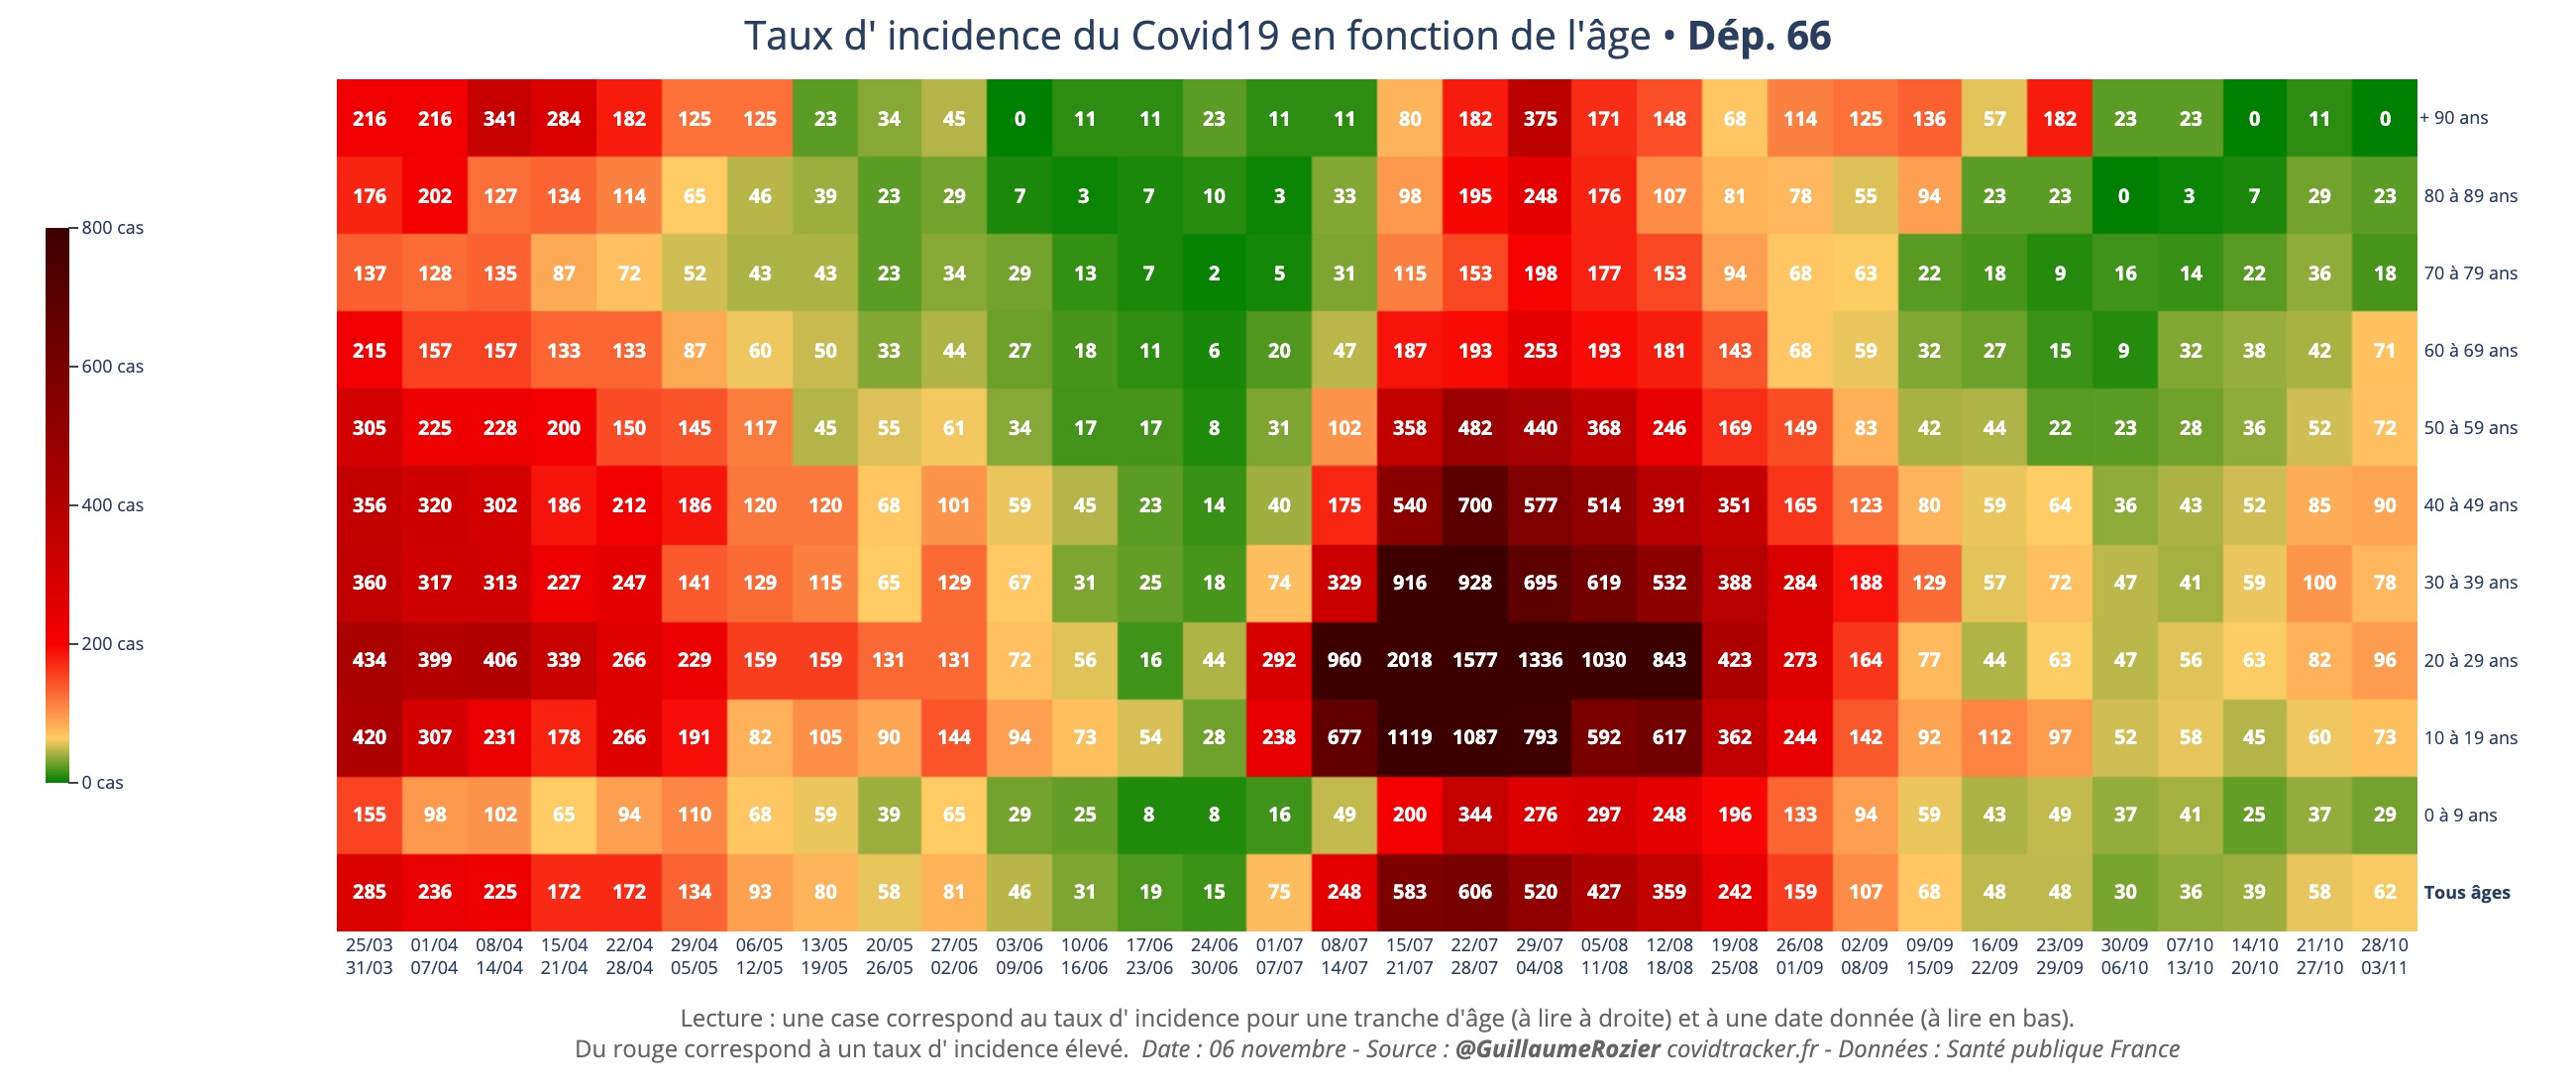 Taux d' incidence du Covid19 en fonction de l'âge • Dép. 66
216 216 341 284 182 125 125 23 34 45 0 11 11 23 11 11 80 182 375 171 148 68 114 125 136 57 182 23 23 0 11 0 + 90 ans
176 202 127 134 114 65 46 39 23 29 7 3 7 10 3 33 98 195 248 176 107 81 78 55 94 23 23 0 3 7 29 23 80 à 89 ans
137 128 135 87 72 52 43 43 23 34 29 13 7 2 5 31 115 153 198 177 153 94 68 63 22 18 9 16 14 22 36 18 70 à 79 ans
215 157 157 133 133 87 60 50 33 44 27 18 11 6 20 47 187 193 253 193 181 143 68 59 32 27 15 9 32 38 42 71 60 à 69 ans
305 225 228 200 150 145 117 45 55 61 34 17 17 8 31 102 358 482 440 368 246 169 149 83 42 44 22 23 28 36 52 72 50 à 59 ans
356 320 302 186 212 186 120 120 68 101 59 45 23 14 40 175 540 700 577 514 391 351 165 123 80 59 64 36 43 52 85 90 40 à 49 ans
360 317 313 227 247 141 129 115 65 129 67 31 25 18 74 329 916 928 695 619 532 388 284 188 129 57 72 47 41 59 100 78 30 à 39 ans
434 399 406 339 266 229 159 159 131 131 72 56 16 44 292 960 2018 1577 1336 1030 843 423 273 164 77 44 63 47 56 63 82 96 20 à 29 ans
420 307 231 178 266 191 82 105 90 144 94 73 54 28 238 677 1119 1087 793 592 617 362 244 142 92 112 97 52 58 45 60 73 10 à 19 ans
155 98 102 65 94 110 68 59 39 65 29 25 8 8 16 49 200 344 276 297 248 196 133 94 59 43 49 37 41 25 37 29 0 à 9 ans
285 236 225 172 172 134 93 80 58 81 46 31 19 15 75 248 583 606 520 427 359 242 159 107 68 48 48 30 36 39 58 62 Tous âges
25/03 01/04 08/04 15/04 22/04 29/04 06/05 13/05 20/05 27/05 03/06 10/06 17/06 24/06 01/07 08/07 15/07 22/07 29/07 05/08 12/08 19/08 26/08 02/09 09/09 16/09 23/09 30/09 07/10 14/10 21/10 28/10
31/03 07/04 14/04 21/04 28/04 05/05 12/05 19/05 26/05 02/06 09/06 16/06 23/06 30/06 07/07 14/07 21/07 28/07 04/08 11/08 18/08 25/08 01/09 08/09 15/09 22/09 29/09 06/10 13/10 20/10 27/10 03/11
800 cas
600 cas
400 cas
200 cas
0 cas
Lecture : une case correspond au taux d' incidence pour une tranche d'âge (à lire à droite) et à une date donnée (à lire en bas).
Du rouge correspond à un taux d' incidence élevé. Date : 06 novembre - Source : @GuillaumeRozier covidtracker.fr - Données : Santé publique France